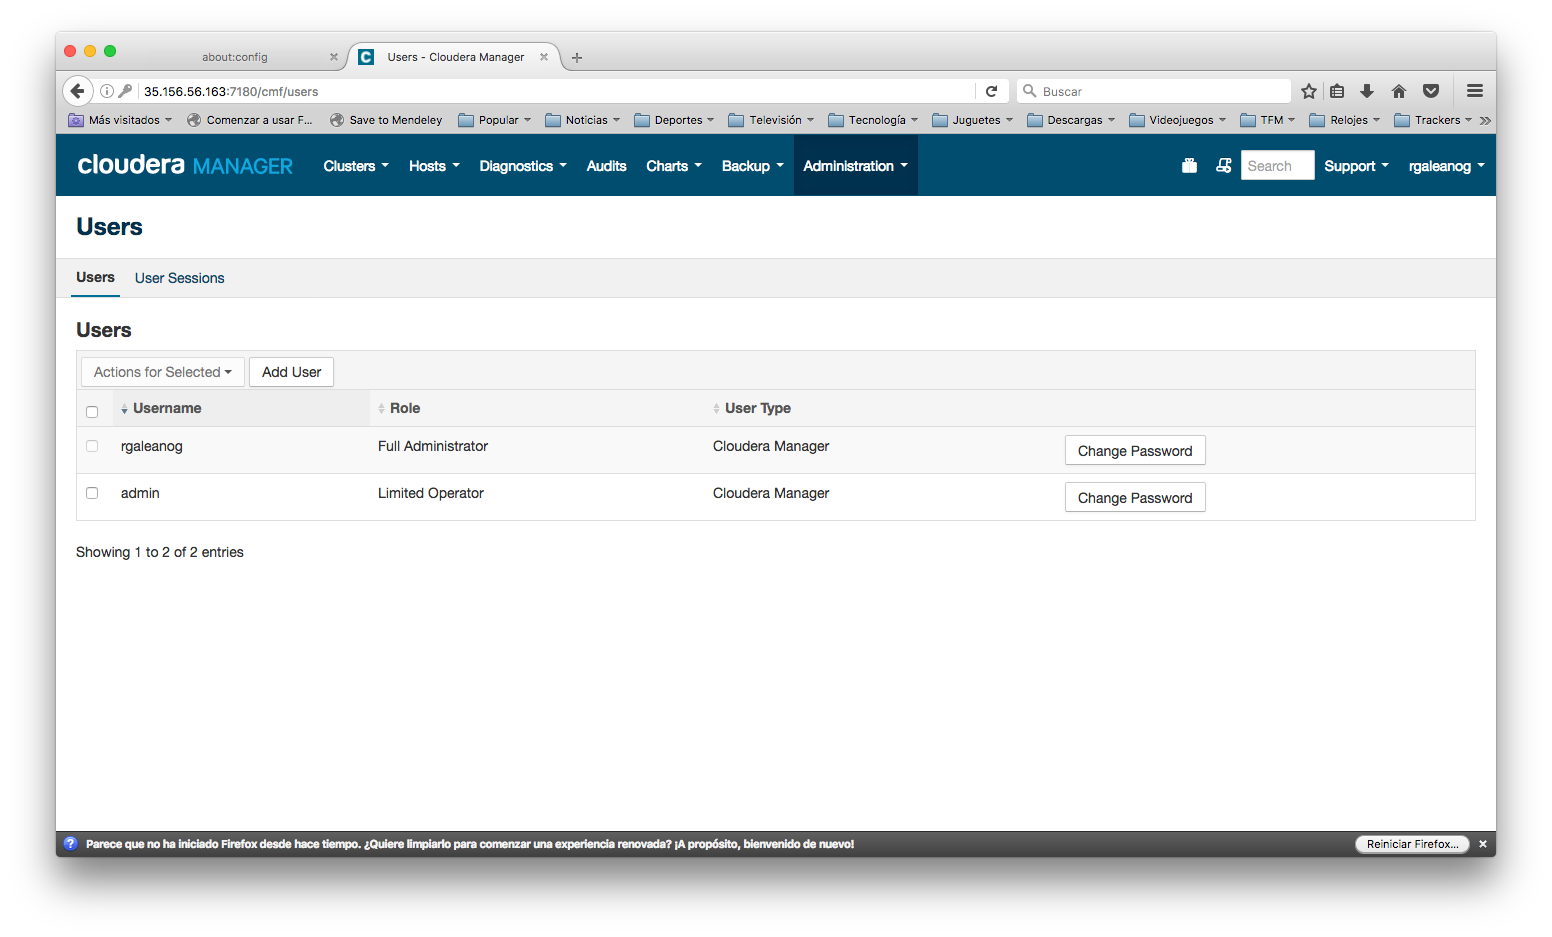 about:config
Users - Cloudera Manager
35.156.56.163:7180/cmf/users
Buscar
Más visitados
Comenzar a usar F...
Save to Mendeley
Popular
Noticias
Deportes
Televisión
Tecnología
Juguetes
Descargas
Videojuegos
TFM
Relojes
Trackers
cloudera MANAGER
Clusters
Hosts
Diagnostics
Audits
Charts
Backup
Administration
Search
Support
rgaleanog
Users
Users
User Sessions
Users
Actions for Selected
Add User
Username
Role
User Type
rgaleanog
Full Administrator
Cloudera Manager
Change Password
admin
Limited Operator
Cloudera Manager
Change Password
Showing 1 to 2 of 2 entries
Parece que no ha iniciado Firefox desde hace tiempo. ¿Quiere limpiarlo para comenzar una experiencia renovada? ¡A propósito, bienvenido de nuevo!
Reiniciar Firefox...